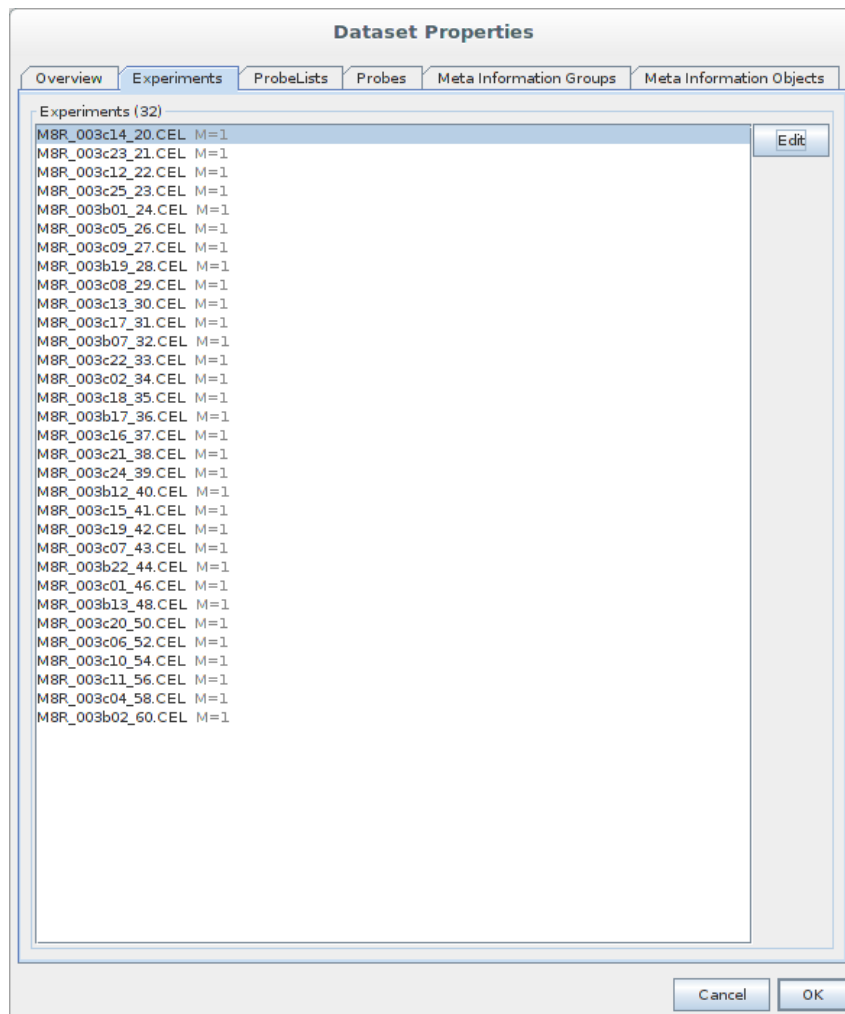 Dataset Properties
Overview Experiments ProbeLists Probes Meta Information Groups Meta Information Objects
Experiments (32)
M8R_003c14_20.CEL M=1
Edit
M8R_003c23_21.CEL M=1
M8R_003c12_22.CEL M=1
M8R_003c25_23.CEL M=1
M8R_003b01_24.CEL M=1
M8R_003c05_26.CEL M=1
M8R_003c09_27.CEL M=1
M8R_003b19_28.CEL M=1
M8R_003c08_29.CEL M=1
M8R_003c13_30.CEL M=1
M8R_003c17_31.CEL M=1
M8R_003b07_32.CEL M=1
M8R_003c22_33.CEL M=1
M8R_003c02_34.CEL M=1
M8R_003c18_35.CEL M=1
M8R_003b17_36.CEL M=1
M8R_003c16_37.CEL M=1
M8R_003c21_38.CEL M=1
M8R_003c24_39.CEL M=1
M8R_003b12_40.CEL M=1
M8R_003c15_41.CEL M=1
M8R_003c19_42.CEL M=1
M8R_003c07_43.CEL M=1
M8R_003b22_44.CEL M=1
M8R_003c01_46.CEL M=1
M8R_003b13_48.CEL M=1
M8R_003c20_50.CEL M=1
M8R_003c06_52.CEL M=1
M8R_003c10_54.CEL M=1
M8R_003c11_56.CEL M=1
M8R_003c04_58.CEL M=1
M8R_003b02_60.CEL M=1
Cancel OK